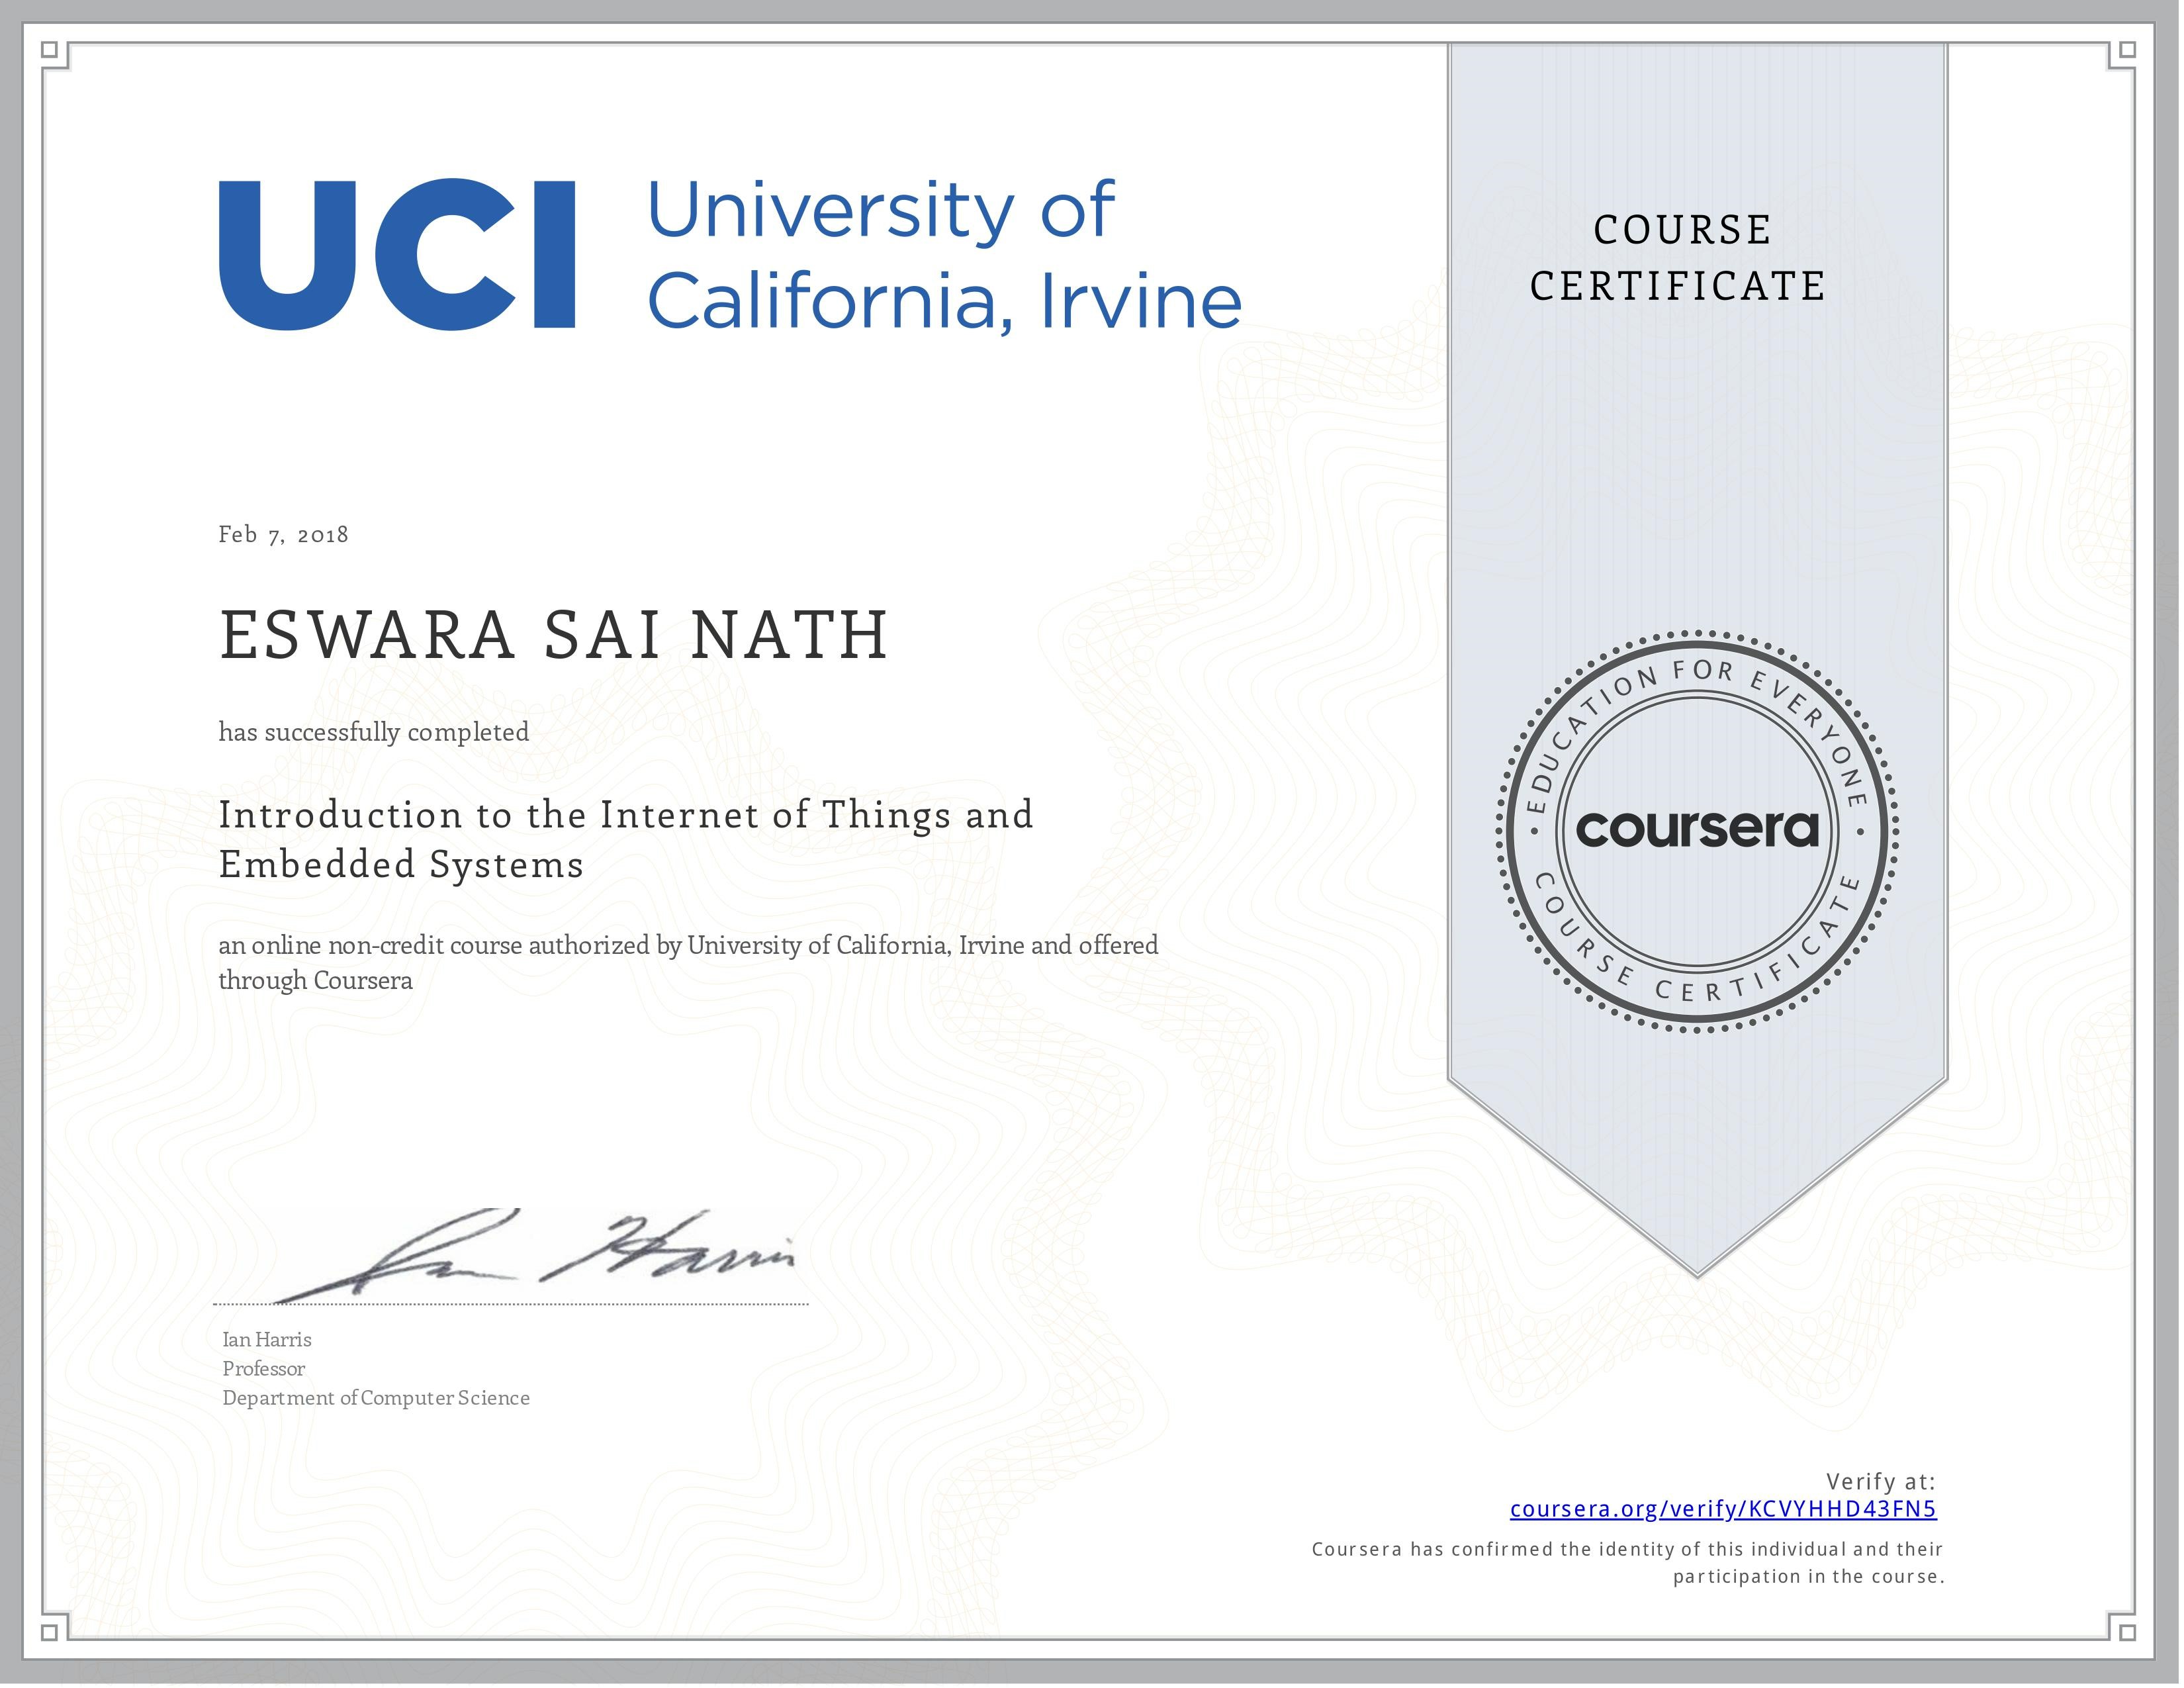 UCI
University of
California, Irvine
COURSE
CERTIFICATE
Feb 7, 2018
ESWARA SAI NATH
has successfully completed
Introduction to the Internet of Things and
Embedded Systems
an online non-credit course authorized by University of California, Irvine and offered
through Coursera
EDUCATION FOR EVERYONE
coursera
COURSE CERTIFICATE
Ian Harris
Ian Harris
Professor
Department of Computer Science
Verify at:
coursera.org/verify/KCVYHHD43FN5
Coursera has confirmed the identity of this individual and their
participation in the course.